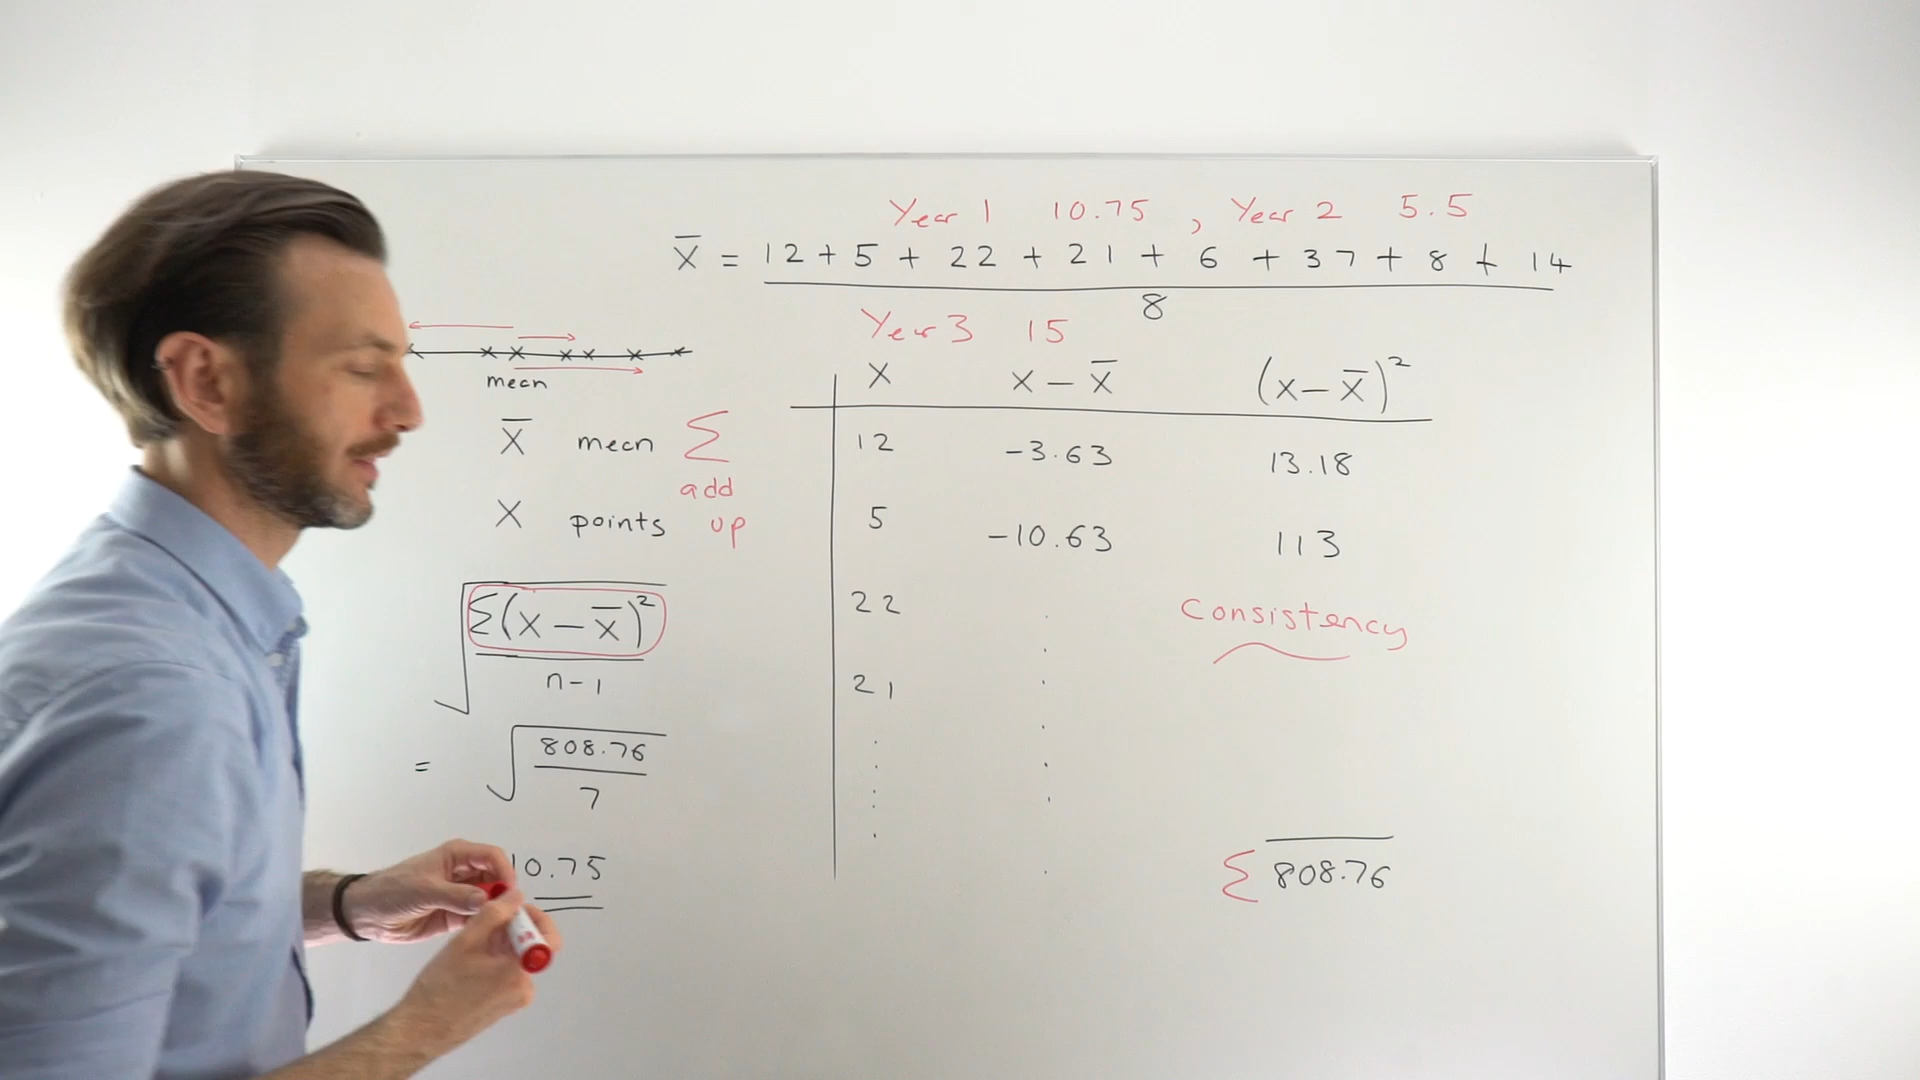 Year 1 10.75 , Year 2 5.5
x̄ = 12 + 5 + 22 + 21 + 6 + 37 + 8 + 14
8
Year 3 15
mean
x̄ mean Σ
x points
add
up
√ Σ(x - x̄)²
n-1
= √ 808.76
7
10.75
x x - x̄ (x - x̄)²
12 -3.63 13.18
5 -10.63 113
22
21
Consistency
Σ 808.76